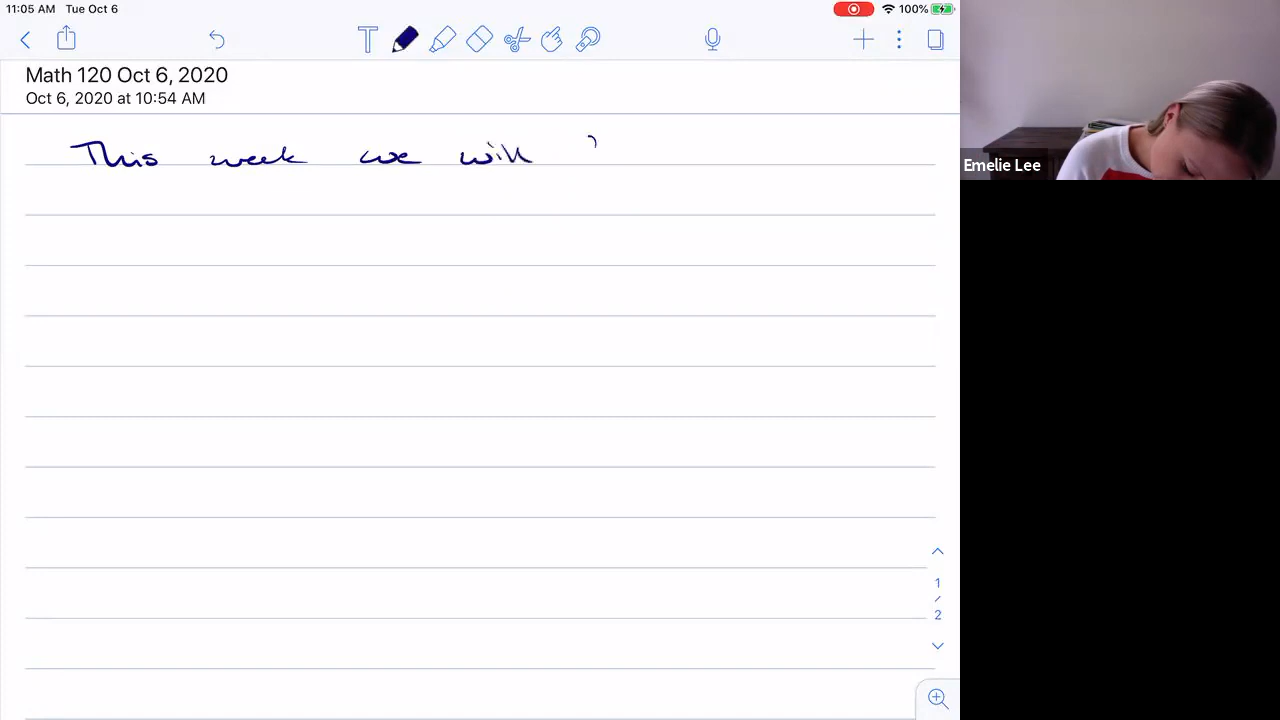 11:05 AM Tue Oct 6 100%
T
Math 120 Oct 6, 2020
Oct 6, 2020 at 10:54 AM
This week we will
Emelie Lee
1
/
2